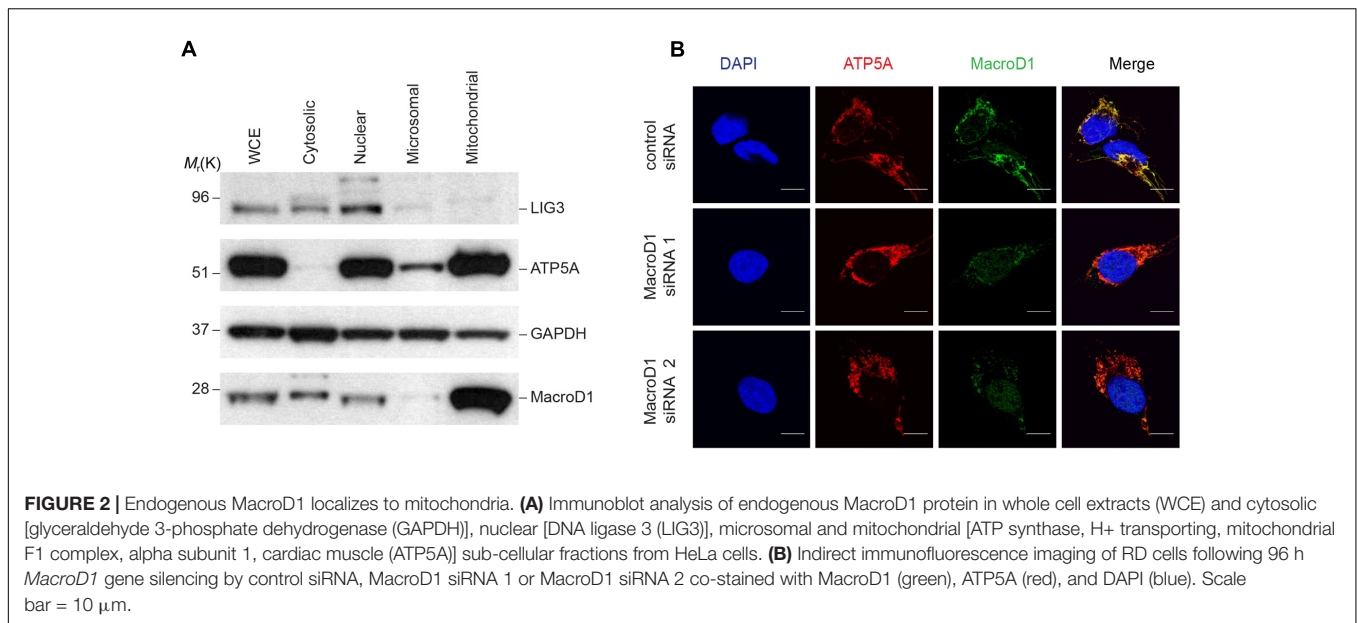 A
WCE
Cytosolic
Nuclear
Microsomal
Mitochondrial
Mr(K)
96
LIG3
51
ATP5A
37
GAPDH
28
MacroD1
B
DAPI ATP5A MacroD1 Merge
control
siRNA
MacroD1
siRNA 1
MacroD1
siRNA 2
FIGURE 2 | Endogenous MacroD1 localizes to mitochondria. (A) Immunoblot analysis of endogenous MacroD1 protein in whole cell extracts (WCE) and cytosolic
[glyceraldehyde 3-phosphate dehydrogenase (GAPDH)], nuclear [DNA ligase 3 (LIG3)], microsomal and mitochondrial [ATP synthase, H+ transporting, mitochondrial
F1 complex, alpha subunit 1, cardiac muscle (ATP5A)] sub-cellular fractions from HeLa cells. (B) Indirect immunofluorescence imaging of RD cells following 96 h
MacroD1 gene silencing by control siRNA, MacroD1 siRNA 1 or MacroD1 siRNA 2 co-stained with MacroD1 (green), ATP5A (red), and DAPI (blue). Scale
bar = 10 μm.